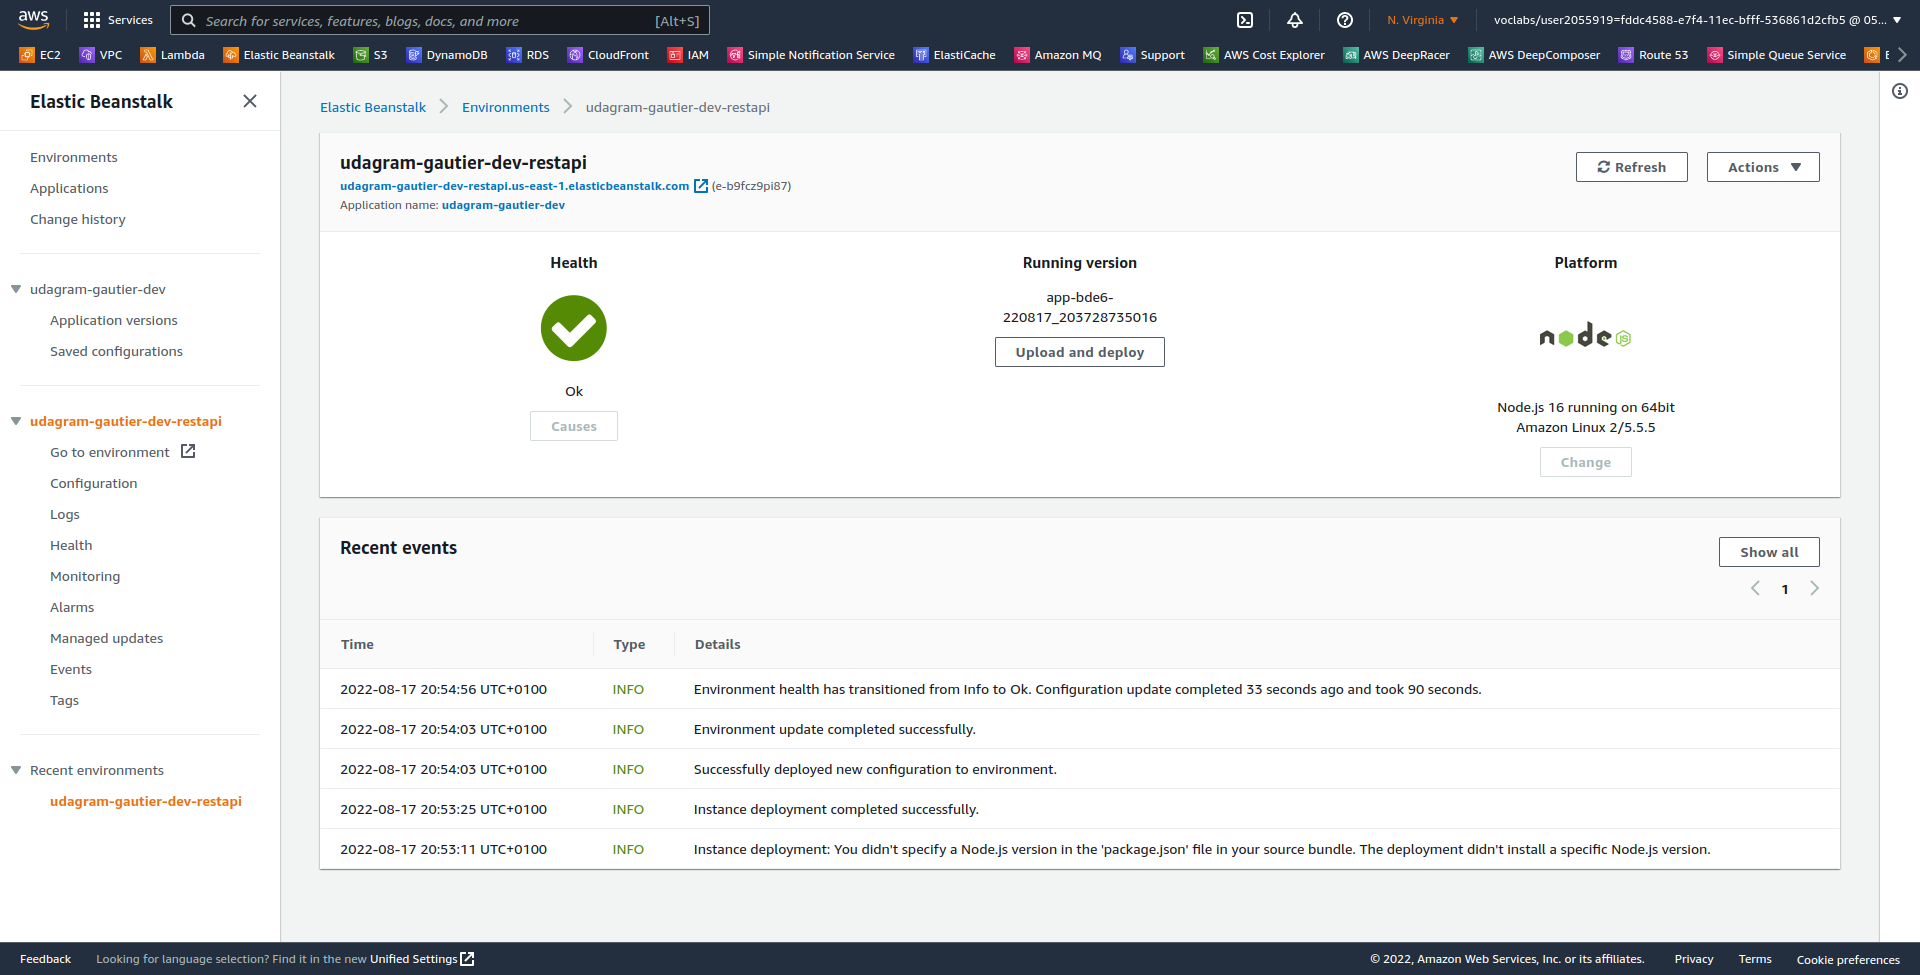 aws
Services
Search for services, features, blogs, docs, and more
[Alt+S]
N. Virginia
voclabs/user2055919=fddc4588-e7f4-11ec-bfff-536861d2cfb5 @ 05...
EC2
VPC
Lambda
Elastic Beanstalk
S3
DynamoDB
RDS
CloudFront
IAM
Simple Notification Service
ElastiCache
Amazon MQ
Support
AWS Cost Explorer
AWS DeepRacer
AWS DeepComposer
Route 53
Simple Queue Service
Elastic Beanstalk
Environments
Applications
Change history
udagram-gautier-dev
Application versions
Saved configurations
udagram-gautier-dev-restapi
Go to environment
Configuration
Logs
Health
Monitoring
Alarms
Managed updates
Events
Tags
Recent environments
udagram-gautier-dev-restapi
Elastic Beanstalk
Environments
udagram-gautier-dev-restapi
udagram-gautier-dev-restapi
udagram-gautier-dev-restapi.us-east-1.elasticbeanstalk.com (e-b9fcz9pi87)
Application name: udagram-gautier-dev
Refresh
Actions
Health
Ok
Causes
Running version
app-bde6-
220817_203728735016
Upload and deploy
Platform
node JS
Node.js 16 running on 64bit
Amazon Linux 2/5.5.5
Change
Recent events
Show all
1
Time Type Details
2022-08-17 20:54:56 UTC+0100 INFO Environment health has transitioned from Info to Ok. Configuration update completed 33 seconds ago and took 90 seconds.
2022-08-17 20:54:03 UTC+0100 INFO Environment update completed successfully.
2022-08-17 20:54:03 UTC+0100 INFO Successfully deployed new configuration to environment.
2022-08-17 20:53:25 UTC+0100 INFO Instance deployment completed successfully.
2022-08-17 20:53:11 UTC+0100 INFO Instance deployment: You didn't specify a Node.js version in the 'package.json' file in your source bundle. The deployment didn't install a specific Node.js version.
Feedback
Looking for language selection? Find it in the new Unified Settings
© 2022, Amazon Web Services, Inc. or its affiliates.
Privacy
Terms
Cookie preferences